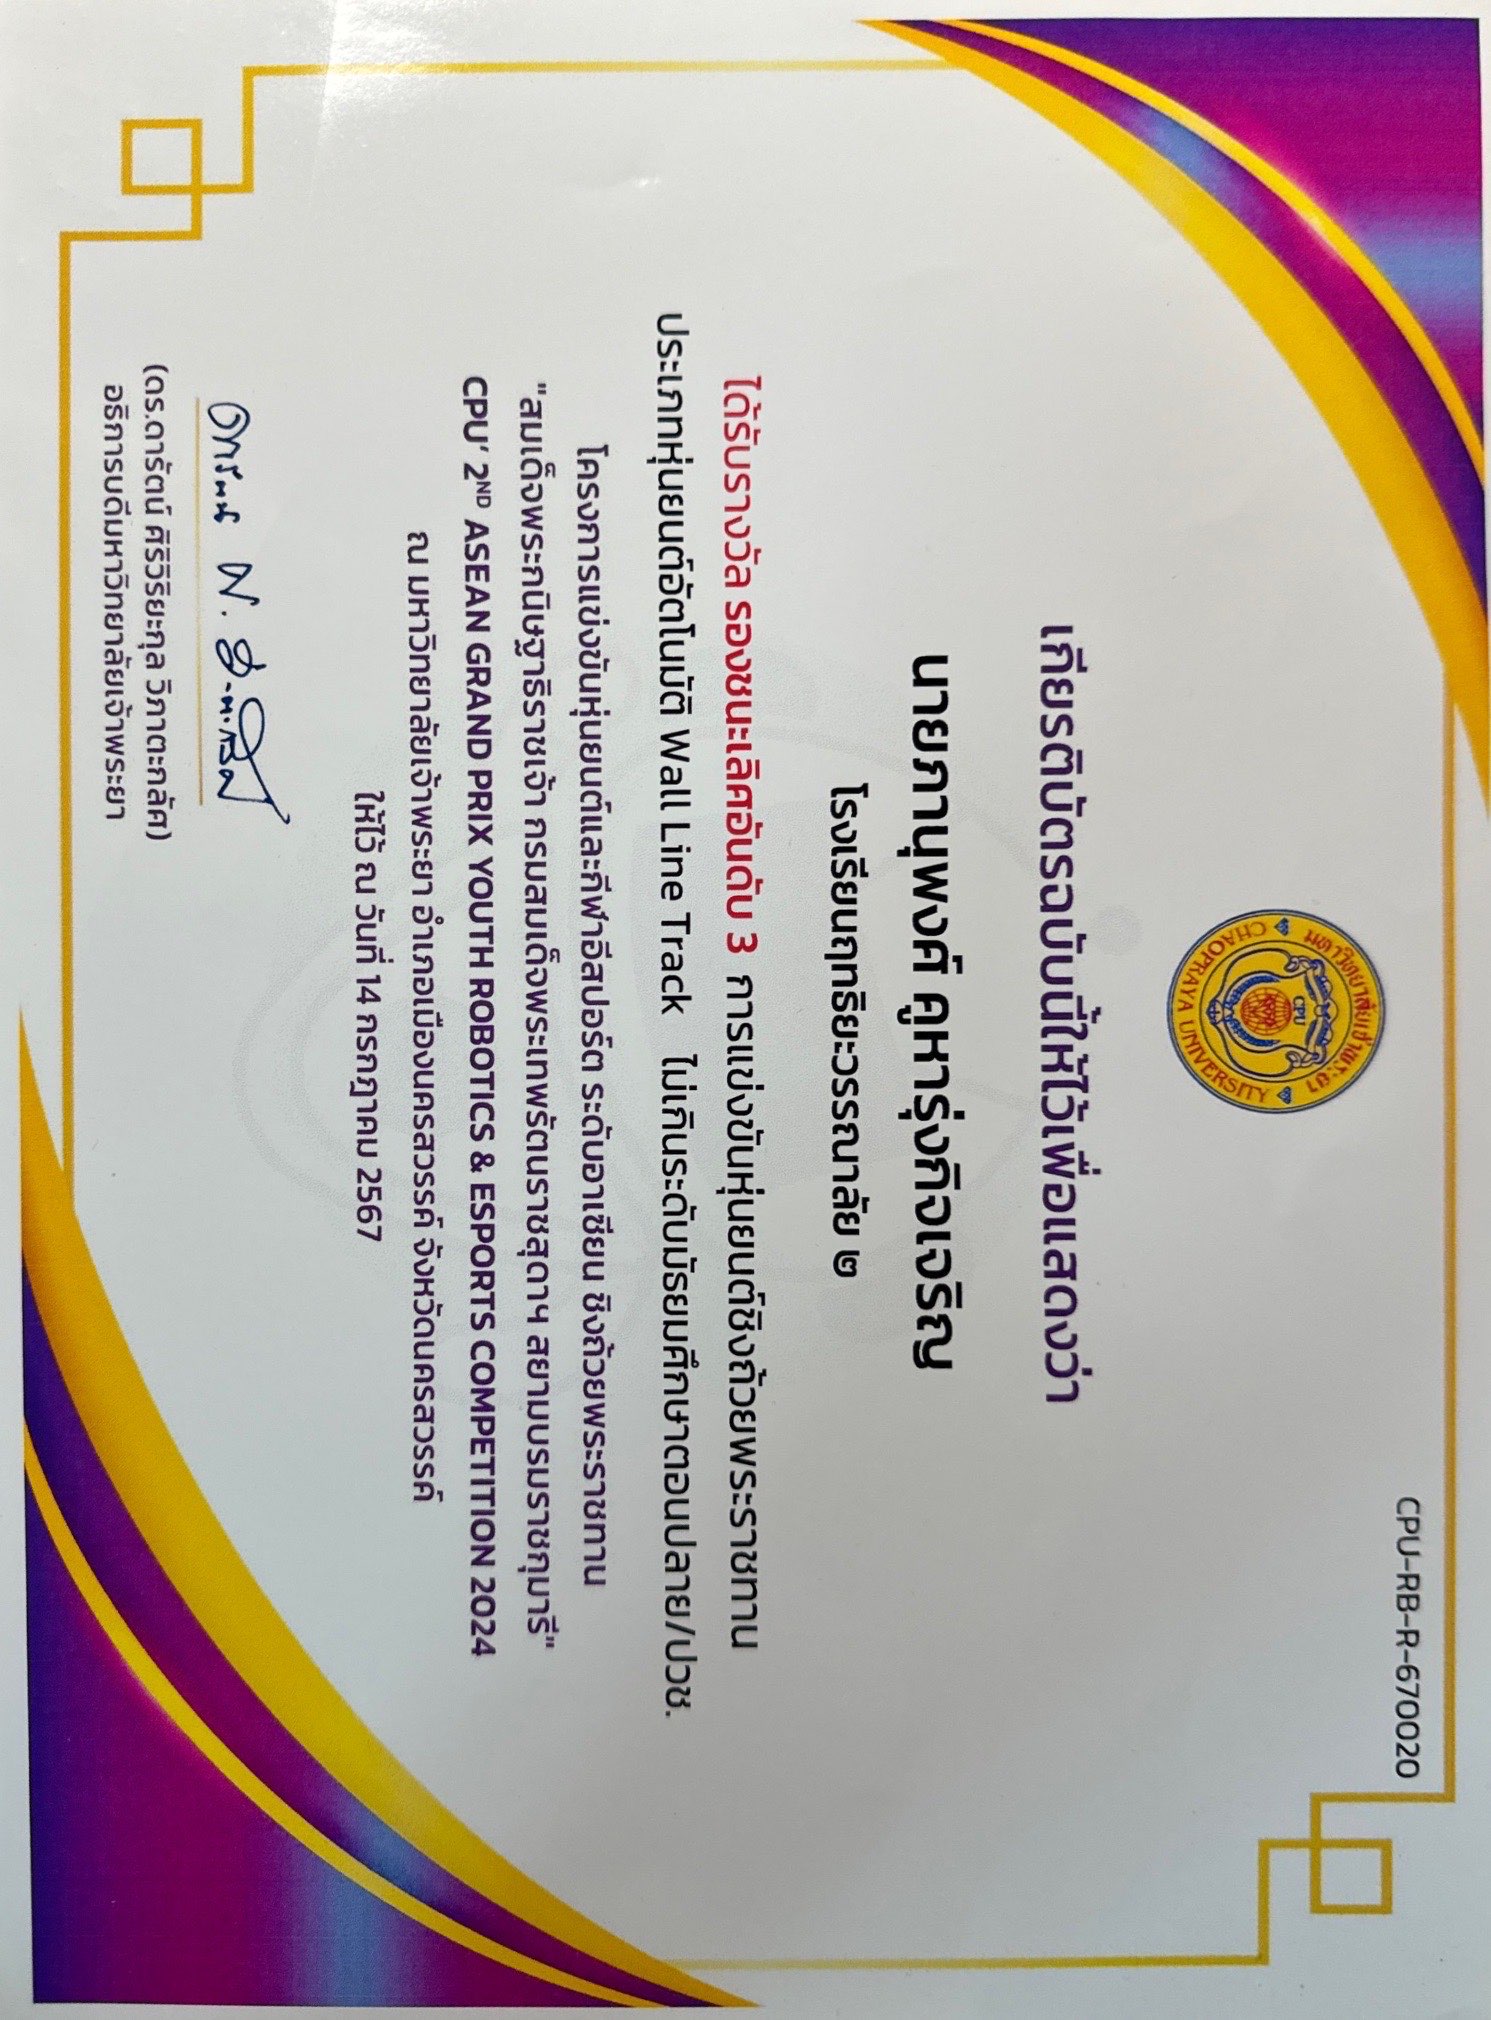 CPU-RB-R-670020
มหาวิทยาลัยเจ้าพระยา
CPU
CHAOPRAYA UNIVERSITY
เกียรติบัตรฉบับนี้ให้ไว้เพื่อแสดงว่า
นายภานุพงศ์ คูหารุ่งกิจเจริญ
โรงเรียนฤทธิยะวรรณาลัย ๒
ได้รับรางวัล รองชนะเลิศอันดับ 3 การแข่งขันหุ่นยนต์ชิงถ้วยพระราชทาน
ประเภทหุ่นยนต์อัตโนมัติ Wall Line Track ไม่เกินระดับมัธยมศึกษาตอนปลาย/ปวช.
โครงการแข่งขันหุ่นยนต์และกีฬาอีสปอร์ต ระดับอาเซียน ชิงถ้วยพระราชทาน
"สมเด็จพระกนิษฐาธิราชเจ้า กรมสมเด็จพระเทพรัตนราชสุดาฯ สยามบรมราชกุมารี"
CPU' 2ND ASEAN GRAND PRIX YOUTH ROBOTICS & ESPORTS COMPETITION 2024
ณ มหาวิทยาลัยเจ้าพระยา อำเภอเมืองนครสวรรค์ จังหวัดนครสวรรค์
ให้ไว้ ณ วันที่ 14 กรกฎาคม 2567
(ดร.ดารัตน์ ศิริวิริยะกุล วิภาตะกลัศ)
อธิการบดีมหาวิทยาลัยเจ้าพระยา